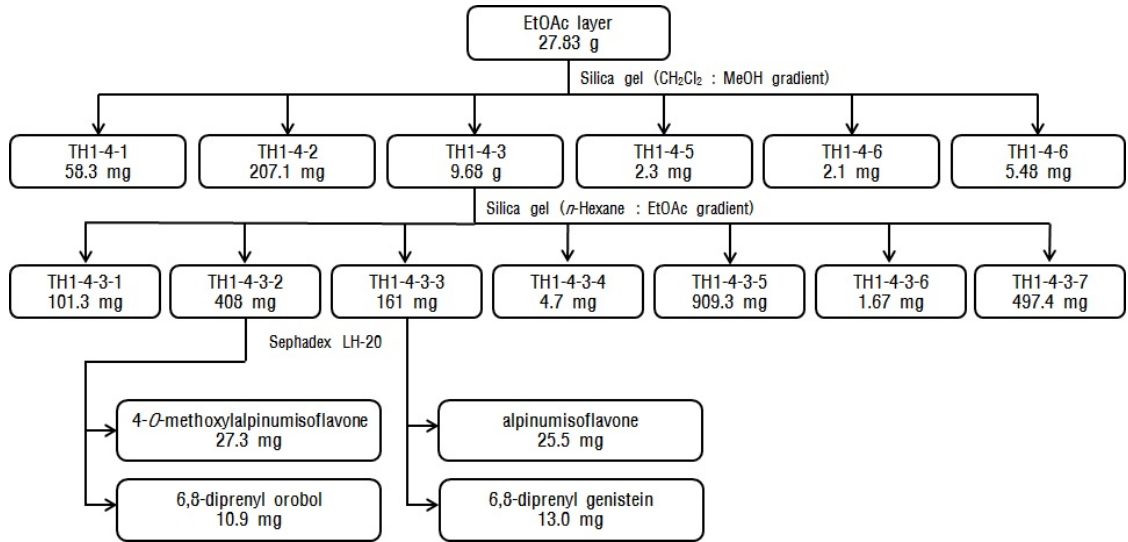 EtOAc layer
27.83 g
Silica gel (CH₂Cl₂ : MeOH gradient)
TH1-4-1
58.3 mg
TH1-4-2
207.1 mg
TH1-4-3
9.68 g
TH1-4-5
2.3 mg
TH1-4-6
2.1 mg
TH1-4-6
5.48 mg
Silica gel (n-Hexane : EtOAc gradient)
TH1-4-3-1
101.3 mg
TH1-4-3-2
408 mg
TH1-4-3-3
161 mg
TH1-4-3-4
4.7 mg
TH1-4-3-5
909.3 mg
TH1-4-3-6
1.67 mg
TH1-4-3-7
497.4 mg
Sephadex LH-20
4-O-methoxylalpinumisoflavone
27.3 mg
alpinumisoflavone
25.5 mg
6,8-diprenyl orobol
10.9 mg
6,8-diprenyl genistein
13.0 mg